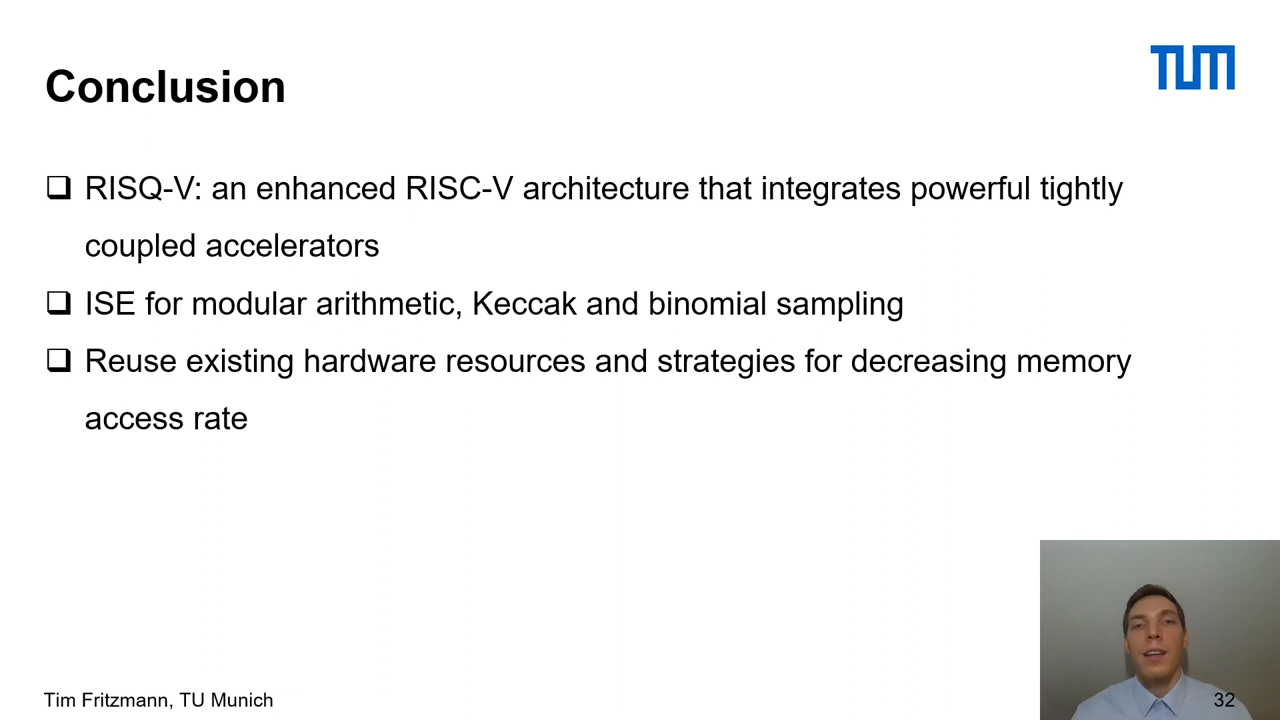 Conclusion
TUM
❑ RISQ-V: an enhanced RISC-V architecture that integrates powerful tightly
coupled accelerators
❑ ISE for modular arithmetic, Keccak and binomial sampling
❑ Reuse existing hardware resources and strategies for decreasing memory
access rate
Tim Fritzmann, TU Munich
32